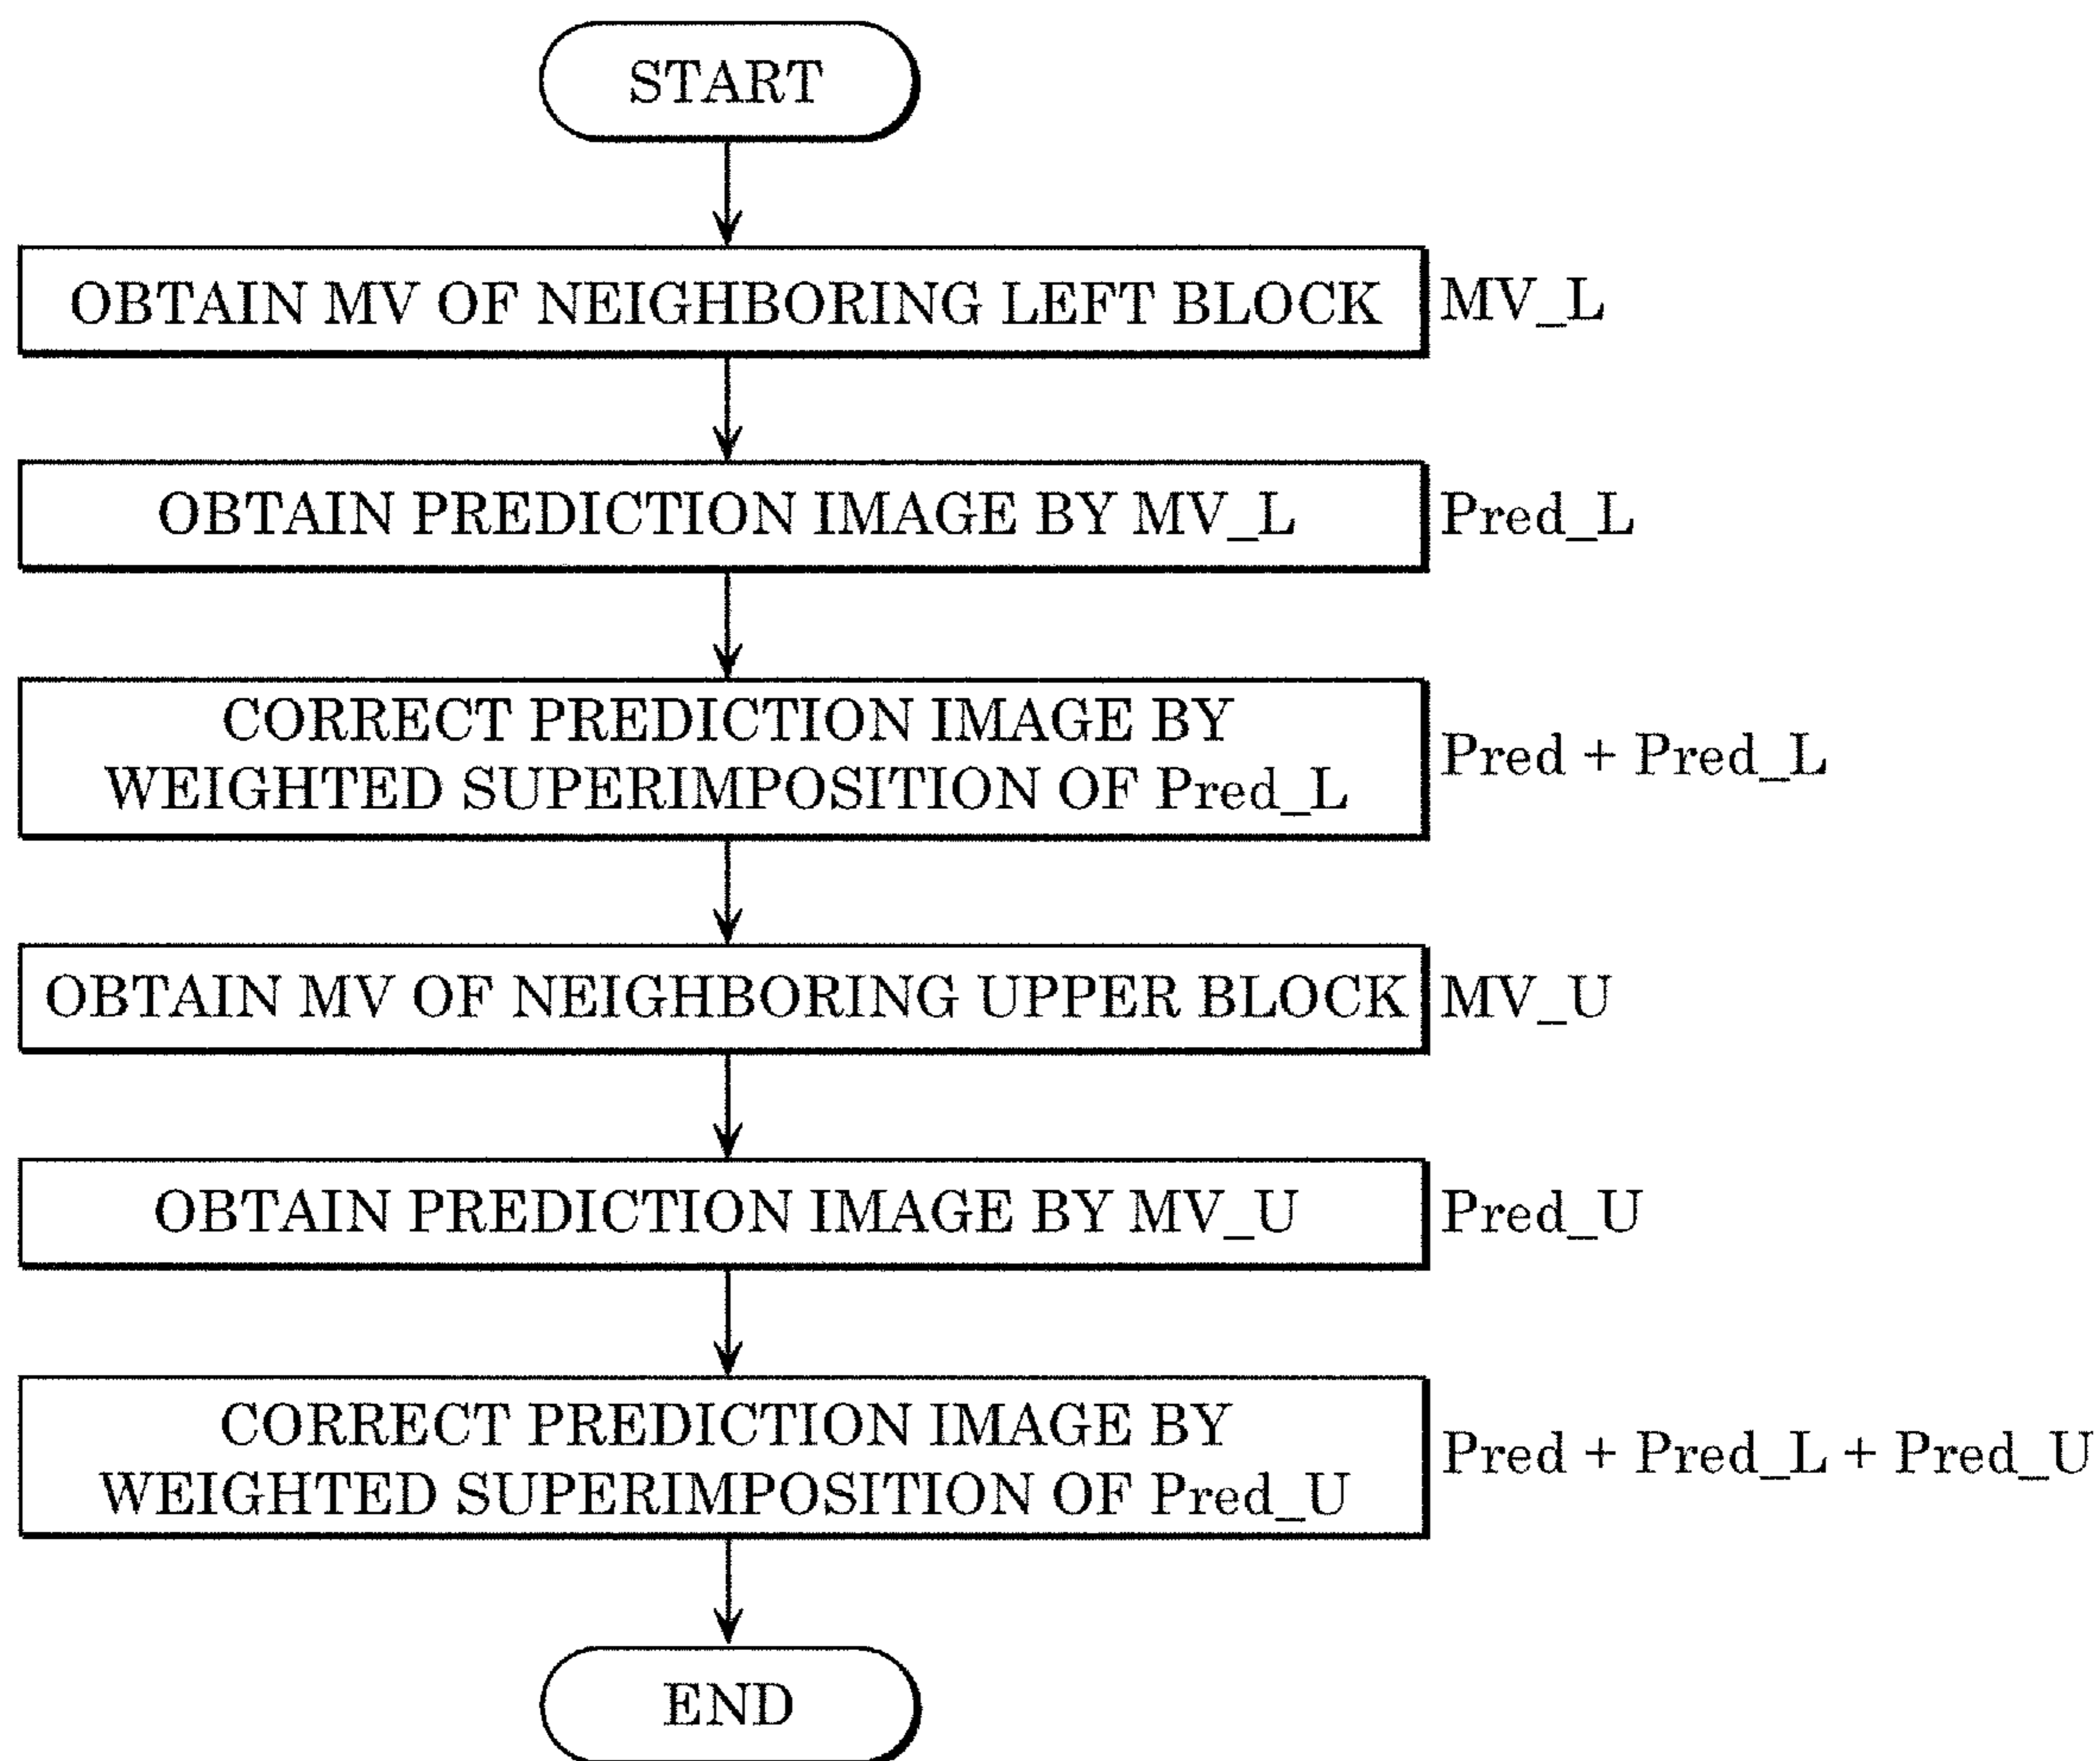 START
OBTAIN MV OF NEIGHBORING LEFT BLOCK
MV_L
OBTAIN PREDICTION IMAGE BY MV_L
Pred_L
CORRECT PREDICTION IMAGE BY
WEIGHTED SUPERIMPOSITION OF Pred_L
Pred + Pred_L
OBTAIN MV OF NEIGHBORING UPPER BLOCK
MV_U
OBTAIN PREDICTION IMAGE BY MV_U
Pred_U
CORRECT PREDICTION IMAGE BY
WEIGHTED SUPERIMPOSITION OF Pred_U
Pred + Pred_L + Pred_U
END